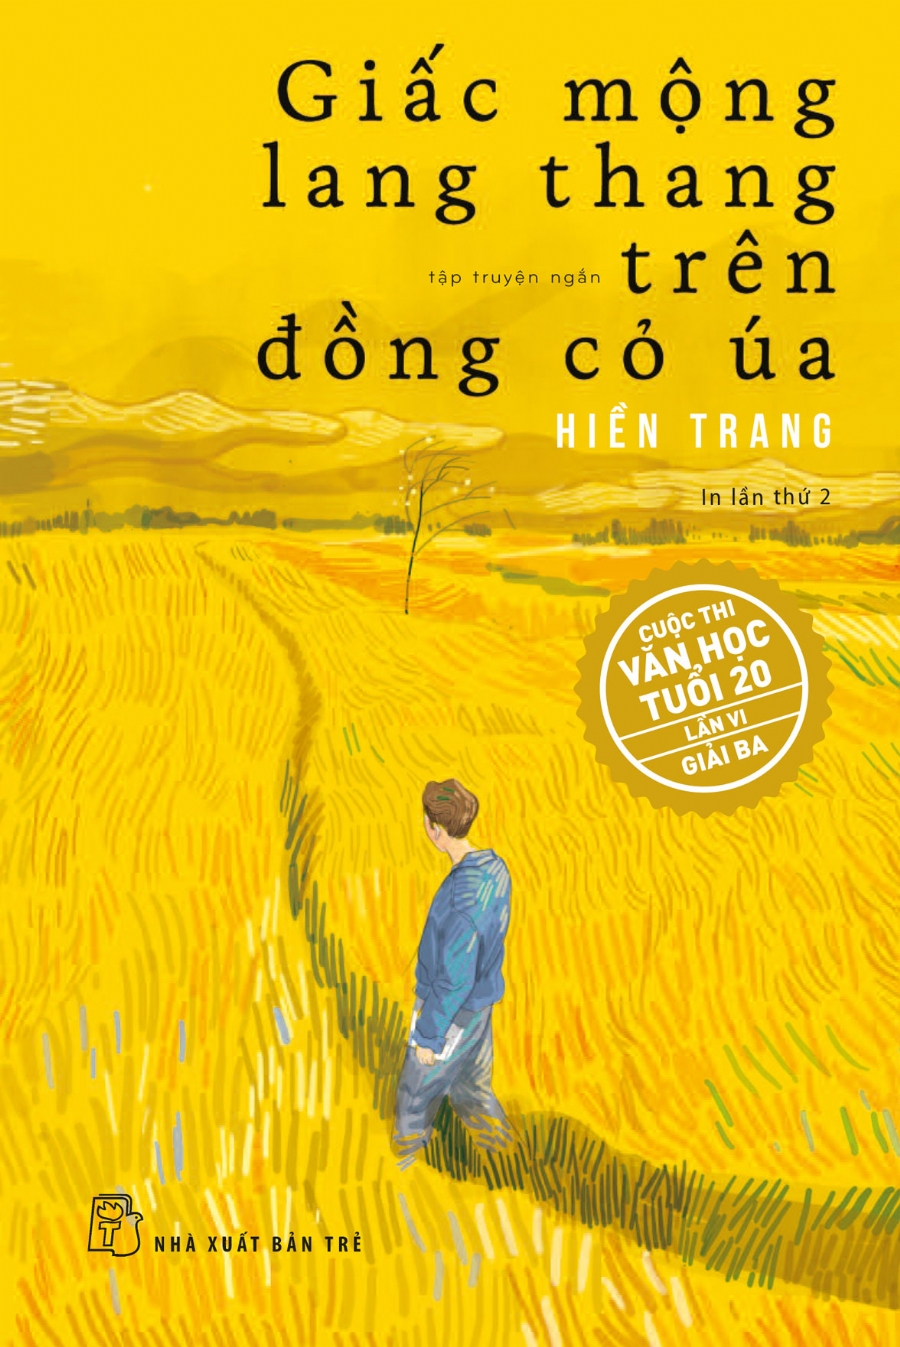 Giấc mộng
lang thang
trên
tập truyện ngắn
đồng cỏ úa
HIỀN TRANG
In lần thứ 2
CUỘC THI
VĂN HỌC
TUỔI 20
LẦN VI
GIẢI BA
T
NHÀ XUẤT BẢN TRẺ